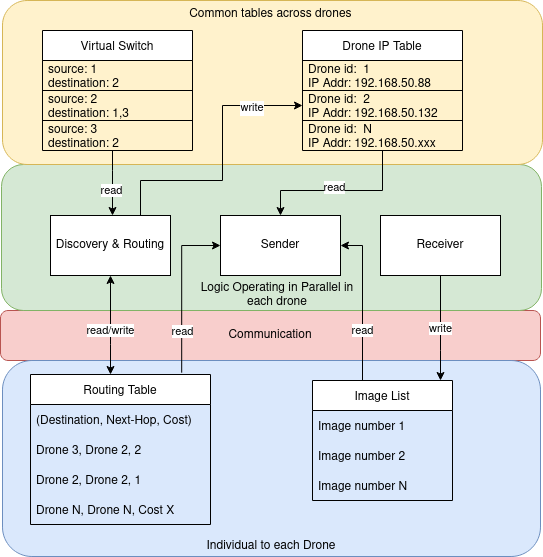 Common tables across drones
Virtual Switch
source: 1
destination: 2
source: 2
destination: 1,3
source: 3
destination: 2
Drone IP Table
Drone id:  1
IP Addr: 192.168.50.88
Drone id:  2
IP Addr: 192.168.50.132
Drone id:  N
IP Addr: 192.168.50.xxx
write
read
read
Discovery & Routing
Sender
Receiver
Logic Operating in Parallel in
each drone
read/write
read
Communication
read
write
Routing Table
(Destination, Next-Hop, Cost)
Drone 3, Drone 2, 2
Drone 2, Drone 2, 1
Drone N, Drone N, Cost X
Image List
Image number 1
Image number 2
Image number N
Individual to each Drone